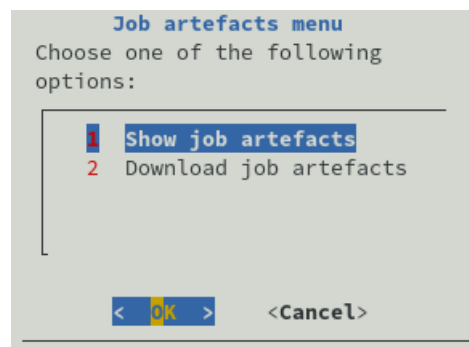 Job artefacts menu
Choose one of the following
options:
1 Show job artefacts
2 Download job artefacts
< OK > <Cancel>